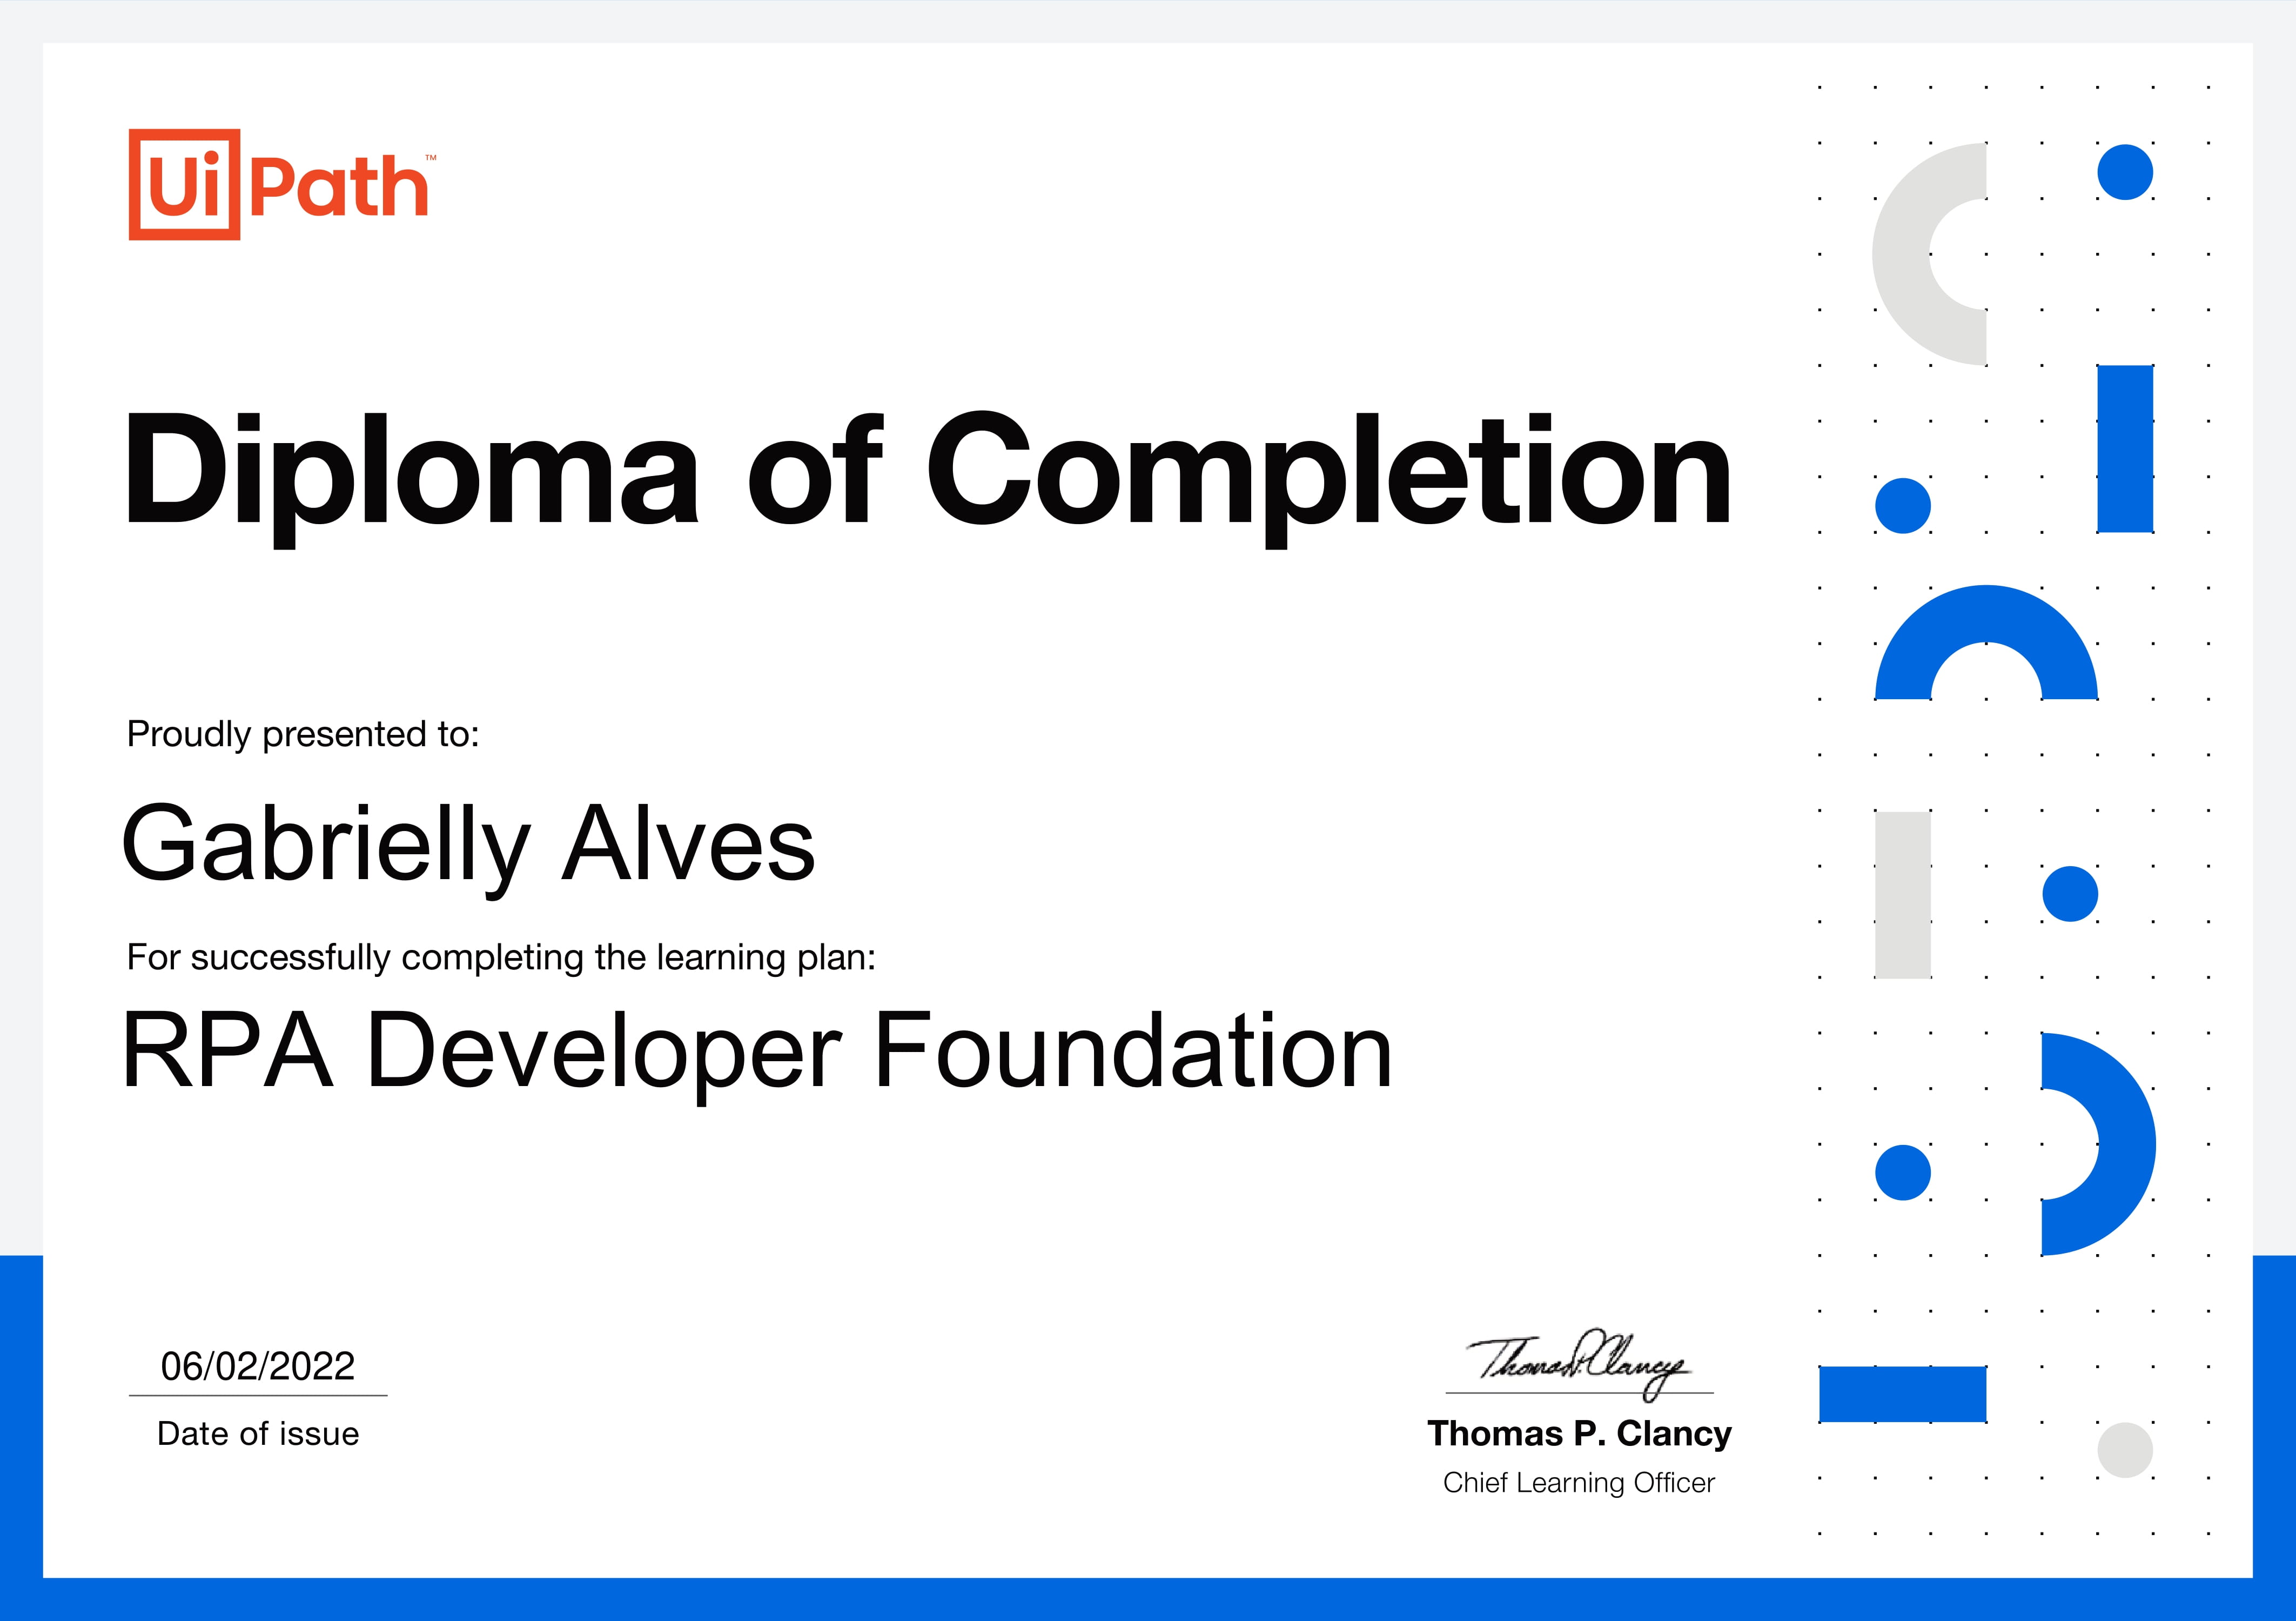 UiPath™
Diploma of Completion
Proudly presented to:
Gabrielly Alves
For successfully completing the learning plan:
RPA Developer Foundation
06/02/2022
Date of issue
Thomas P. Clancy
Thomas P. Clancy
Chief Learning Officer